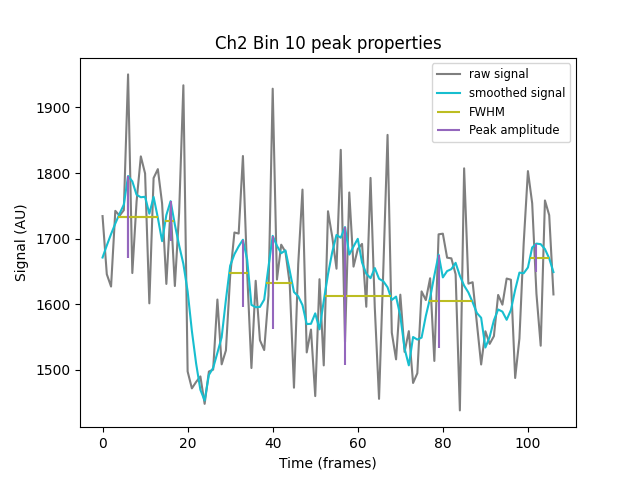 Ch2 Bin 10 peak properties
raw signal
smoothed signal
FWHM
Peak amplitude
Signal (AU)
1900
1800
1700
1600
1500
0 20 40 60 80 100
Time (frames)